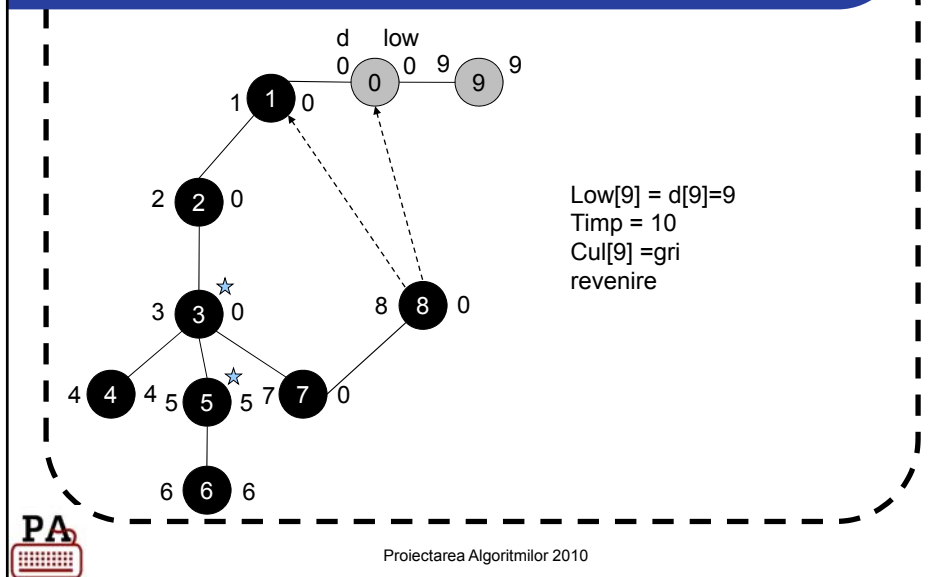 d low
0 0 0 9 9 9
1 1 0
2 2 0
Low[9] = d[9]=9
Timp = 10
Cul[9] =gri
revenire
3 3 0
8 8 0
4 4 4 5 5 5 7 7 0
6 6 6
PA
Proiectarea Algoritmilor 2010